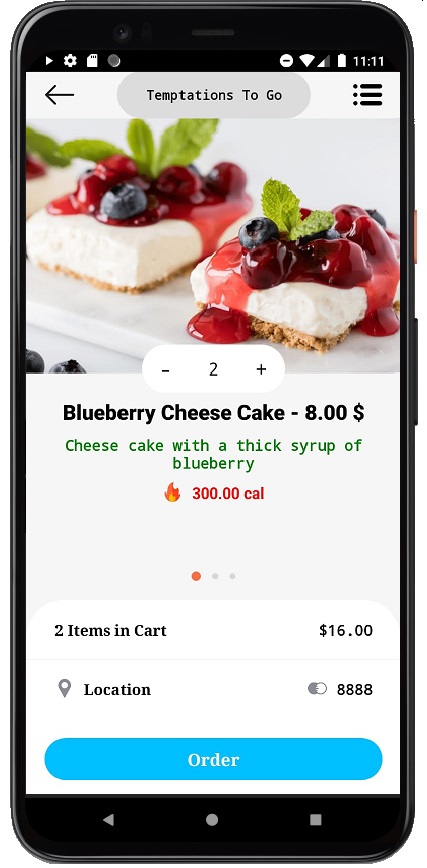 11:11
Temptations To Go
- 2 +
Blueberry Cheese Cake - 8.00 $
Cheese cake with a thick syrup of
blueberry
300.00 cal
2 Items in Cart $16.00
Location 8888
Order